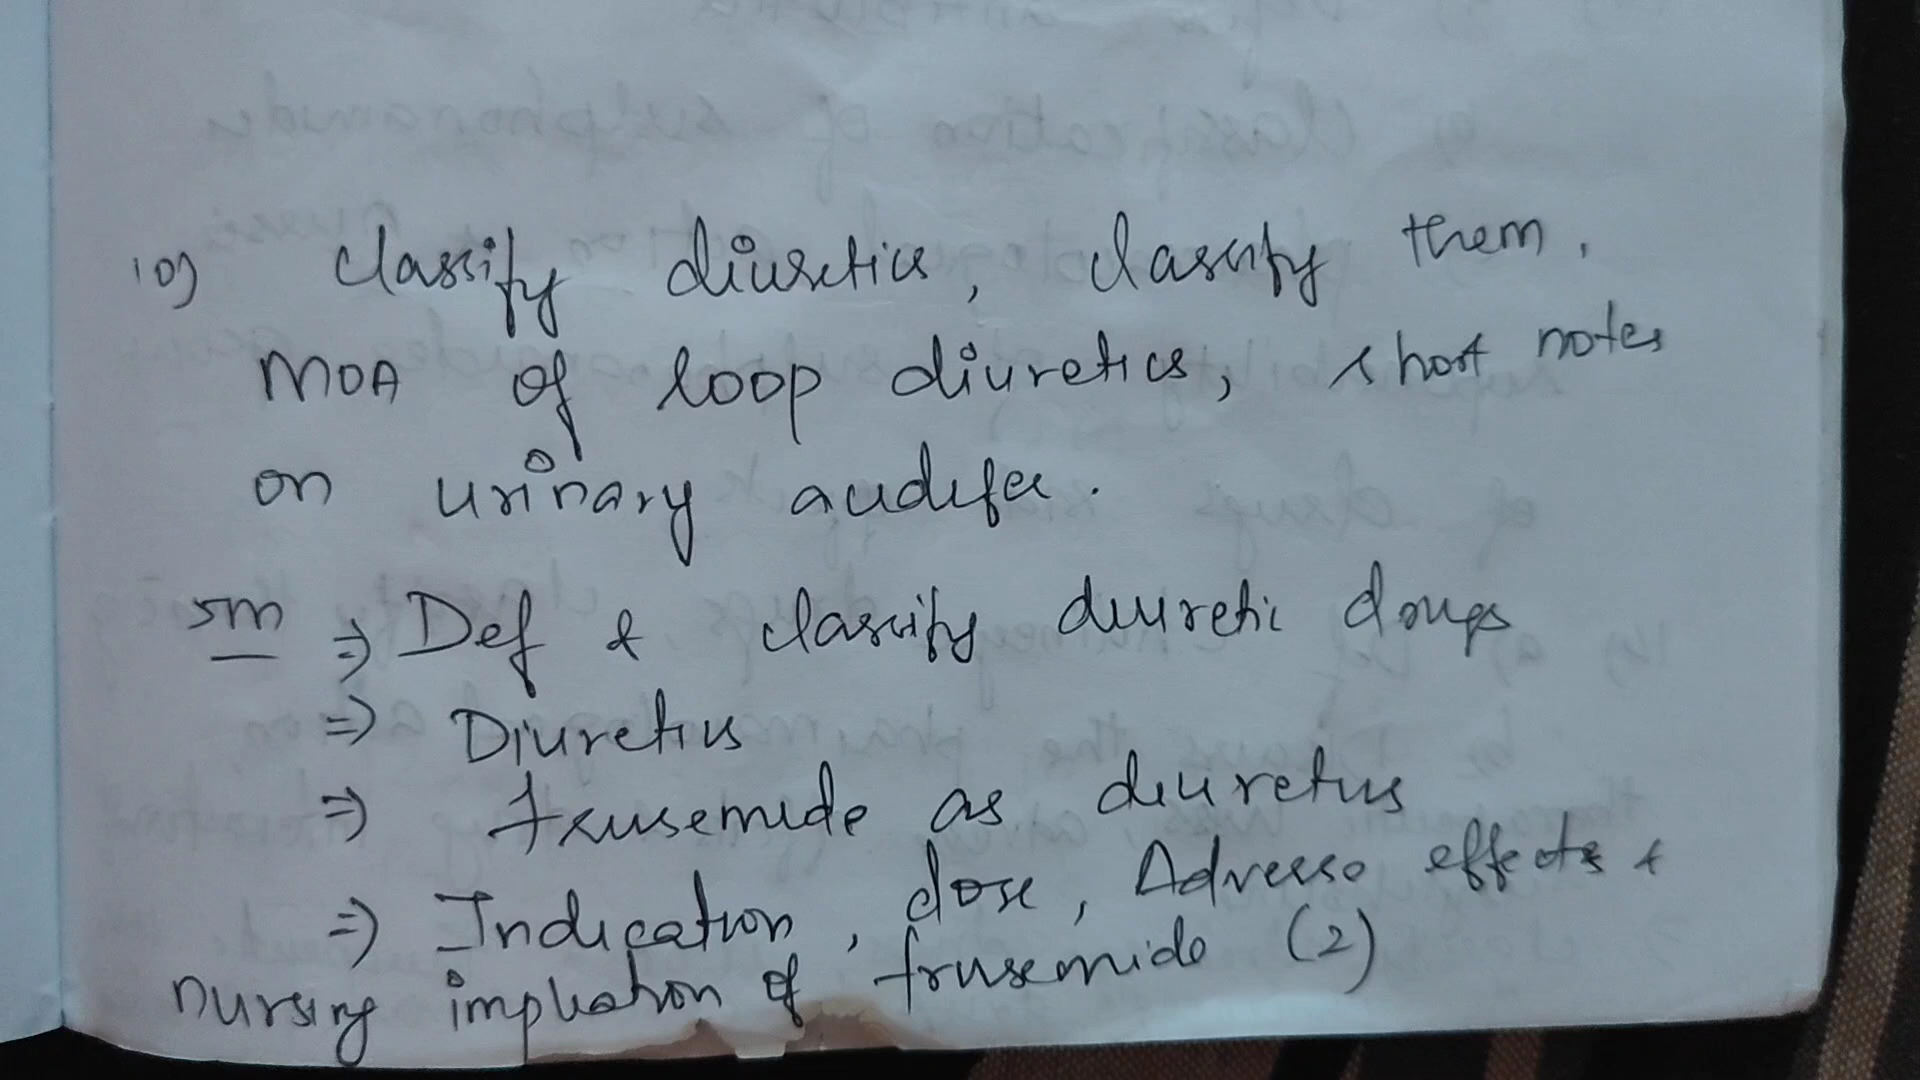 10) classify diuretics, classify them,
MOA of loop diuretics, short notes
on urinary
5m => Def & classify diuretic drugs
=> Diuretics
=> frusemide as diuretics
=> Indication, dose, Adverse effects &
nursing implication of frusemide (2)